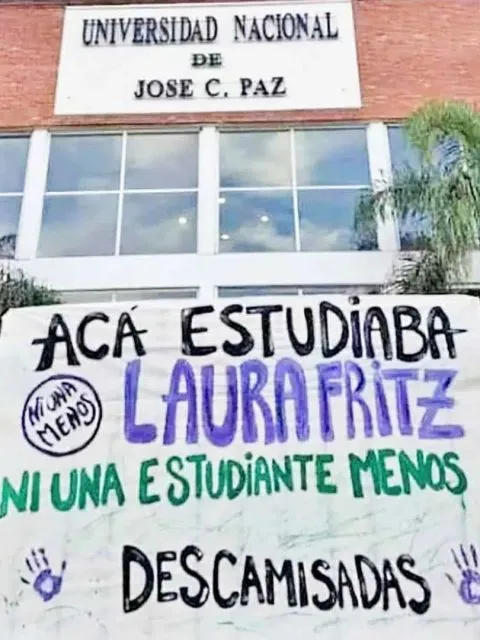 UNIVERSIDAD NACIONAL
DE
JOSE C. PAZ
ACÁ ESTUDIABA
NI UNA
MENOS
LAURA FRITZ
NI UNA ESTUDIANTE MENOS
DESCAMISADAS